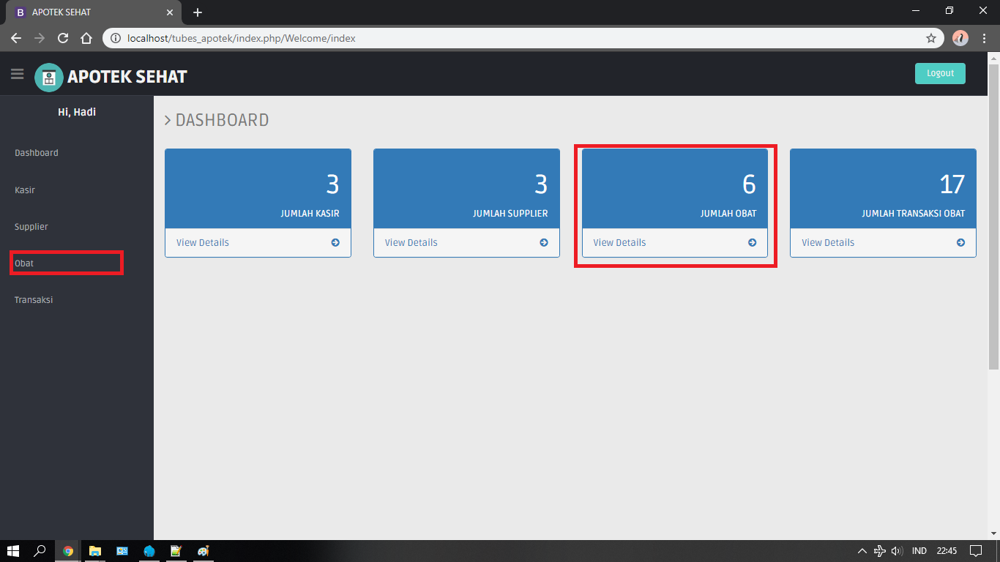 APOTEK SEHAT
localhost/tubes_apotek/index.php/Welcome/index
APOTEK SEHAT
Logout
Hi, Hadi
Dashboard
Kasir
Supplier
Obat
Transaksi
DASHBOARD
3
JUMLAH KASIR
View Details
3
JUMLAH SUPPLIER
View Details
6
JUMLAH OBAT
View Details
17
JUMLAH TRANSAKSI OBAT
View Details
IND 22:45